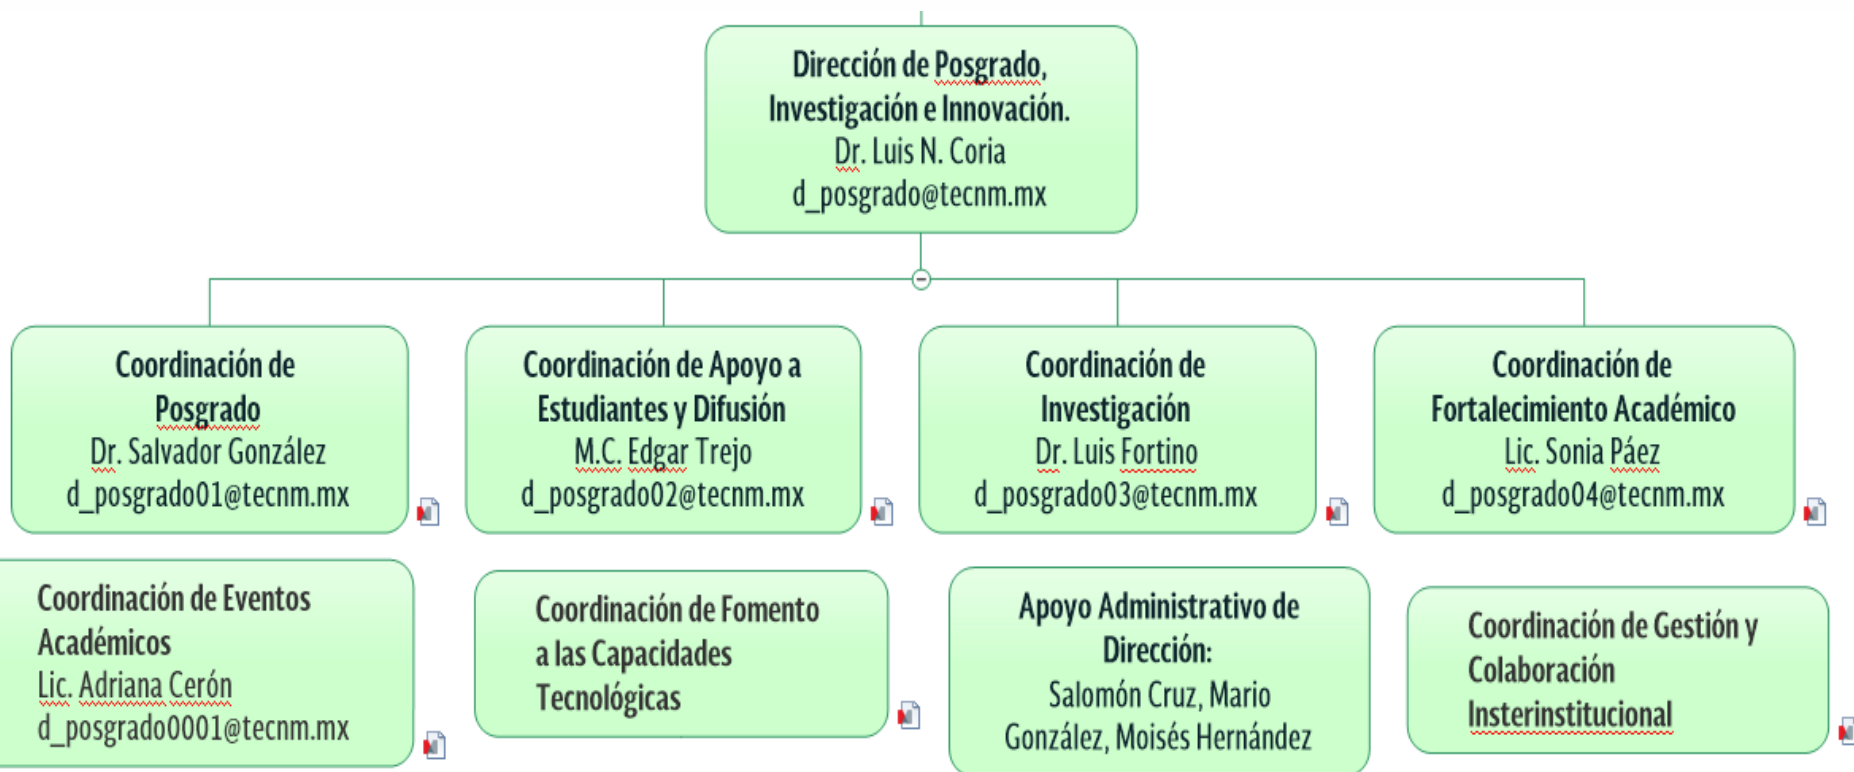 Dirección de Posgrado,
Investigación e Innovación.
Dr. Luis N. Coria
d_posgrado@tecnm.mx
Coordinación de
Posgrado
Dr. Salvador González
d_posgrado01@tecnm.mx
Coordinación de Apoyo a
Estudiantes y Difusión
M.C. Edgar Trejo
d_posgrado02@tecnm.mx
Coordinación de
Investigación
Dr. Luis Fortino
d_posgrado03@tecnm.mx
Coordinación de
Fortalecimiento Académico
Lic. Sonia Páez
d_posgrado04@tecnm.mx
Coordinación de Eventos
Académicos
Lic. Adriana Cerón
d_posgrado0001@tecnm.mx
Coordinación de Fomento
a las Capacidades
Tecnológicas
Apoyo Administrativo de
Dirección:
Salomón Cruz, Mario
González, Moisés Hernández
Coordinación de Gestión y
Colaboración
Insterinstitucional